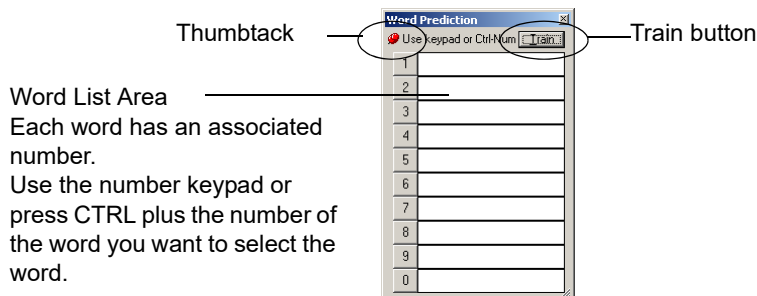 Word Prediction
Thumbtack
Use keypad or Ctrl-Num Train
Train button
Word List Area
Each word has an associated
number.
Use the number keypad or
press CTRL plus the number of
the word you want to select the
word.
1
2
3
4
5
6
7
8
9
0